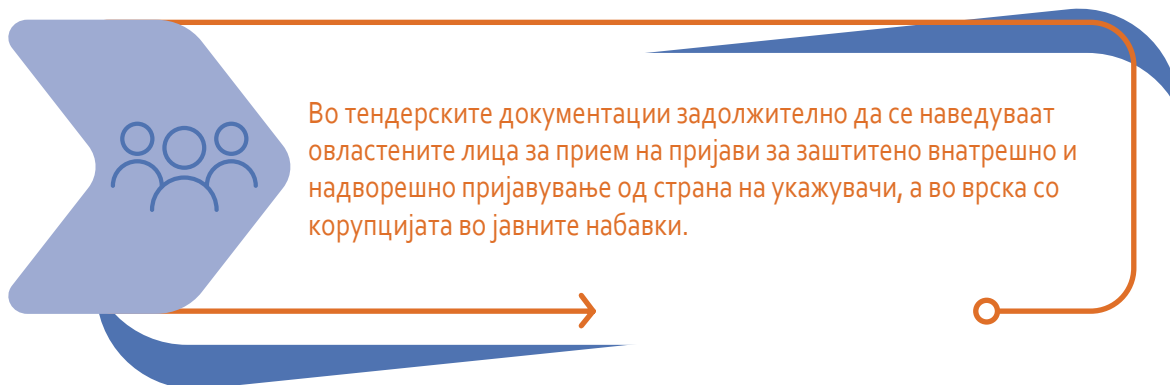 Во тендерските документации задолжително да се наведуваат
овластените лица за прием на пријави за заштитено внатрешно и
надворешно пријавување од страна на укажувачи, а во врска со
корупцијата во јавните набавки.